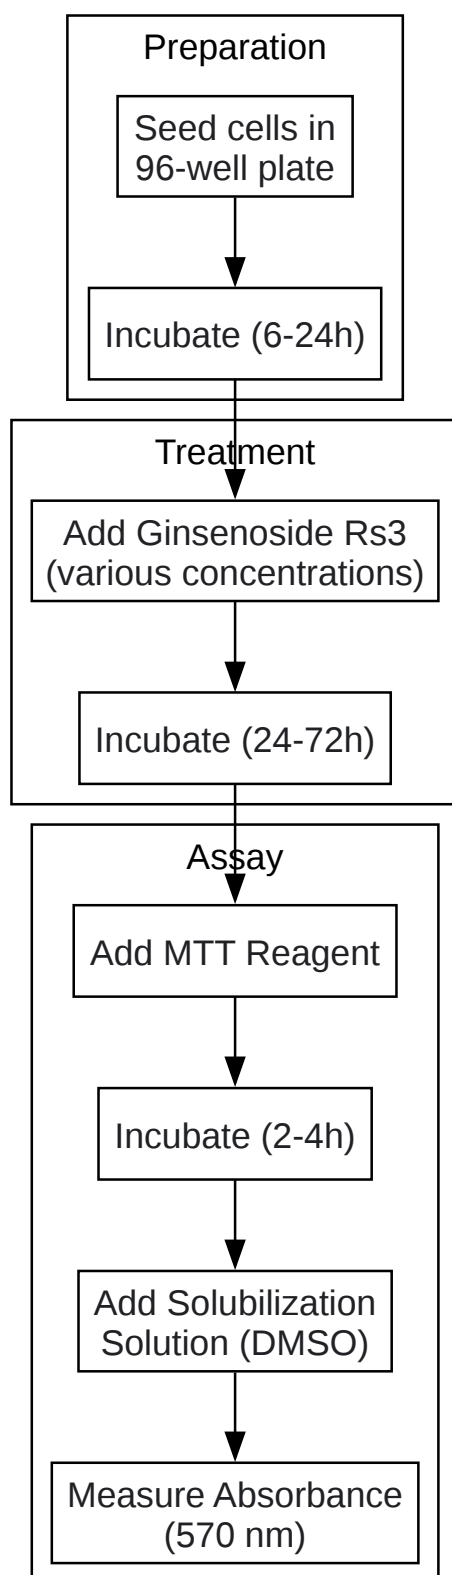 Preparation
Seed cells in
96-well plate
Incubate (6-24h)
Treatment
Add Ginsenoside Rs3
(various concentrations)
Incubate (24-72h)
Assay
Add MTT Reagent
Incubate (2-4h)
Add Solubilization
Solution (DMSO)
Measure Absorbance
(570 nm)